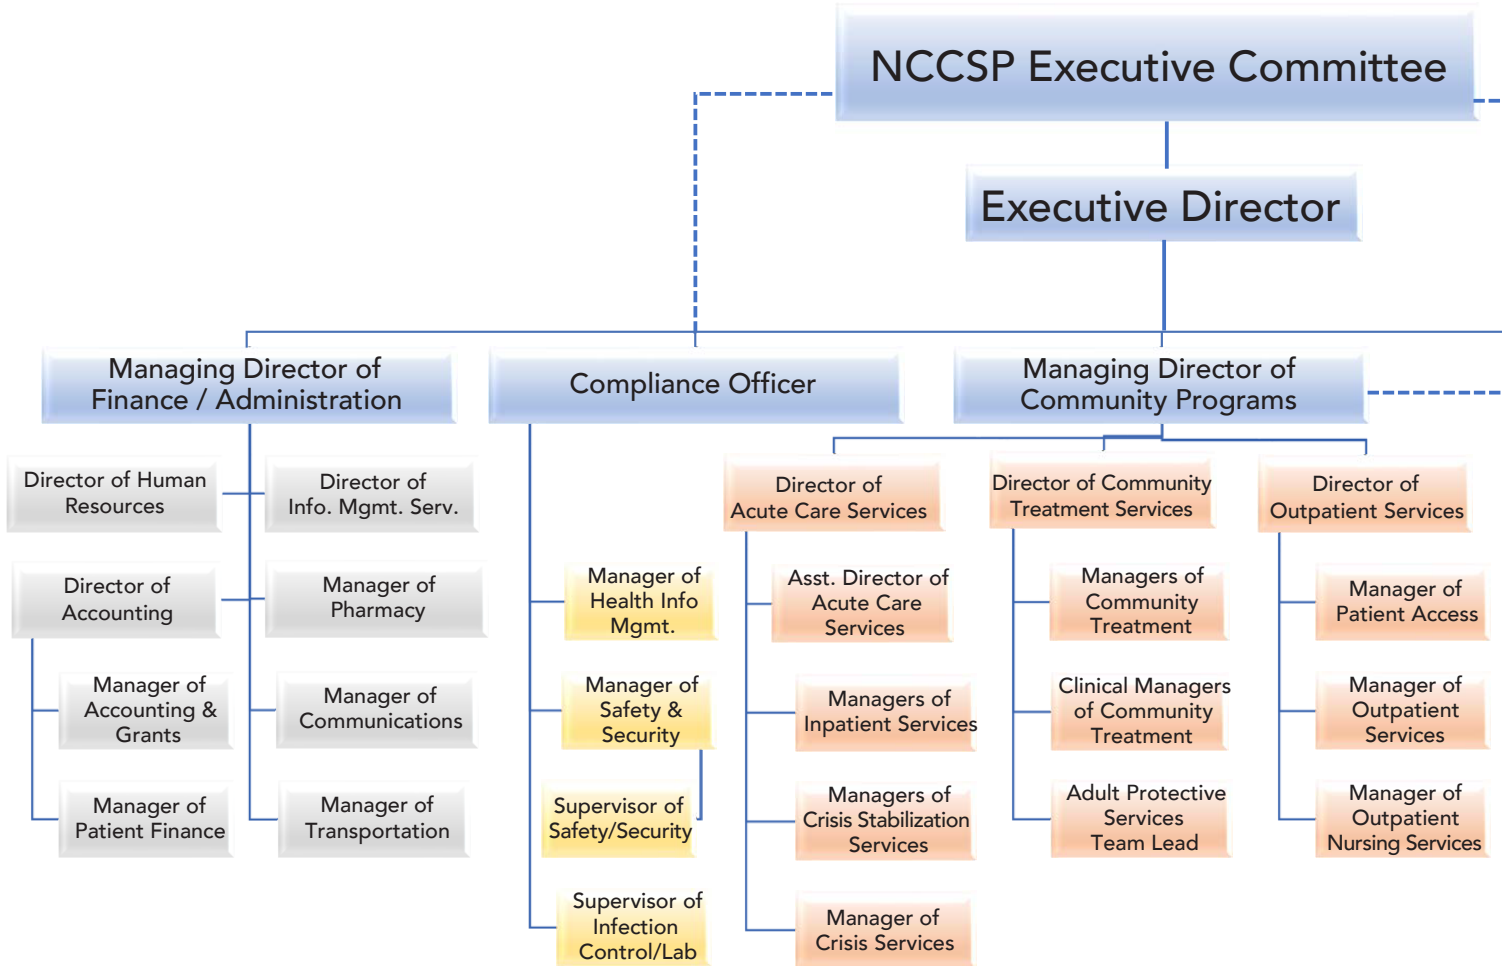 NCCSP Executive Committee
Executive Director
Managing Director of
Finance / Administration
Compliance Officer
Managing Director of
Community Programs
Director of Human
Resources
Director of
Info. Mgmt. Serv.
Director of
Accounting
Manager of
Pharmacy
Manager of
Accounting &
Grants
Manager of
Communications
Manager of
Patient Finance
Manager of
Transportation
Manager of
Health Info
Mgmt.
Manager of
Safety &
Security
Supervisor of
Safety/Security
Supervisor of
Infection
Control/Lab
Director of
Acute Care Services
Asst. Director of
Acute Care
Services
Managers of
Inpatient Services
Managers of
Crisis Stabilization
Services
Manager of
Crisis Services
Director of Community
Treatment Services
Managers of
Community
Treatment
Clinical Managers
of Community
Treatment
Adult Protective
Services
Team Lead
Director of
Outpatient Services
Manager of
Patient Access
Manager of
Outpatient
Services
Manager of
Outpatient
Nursing Services